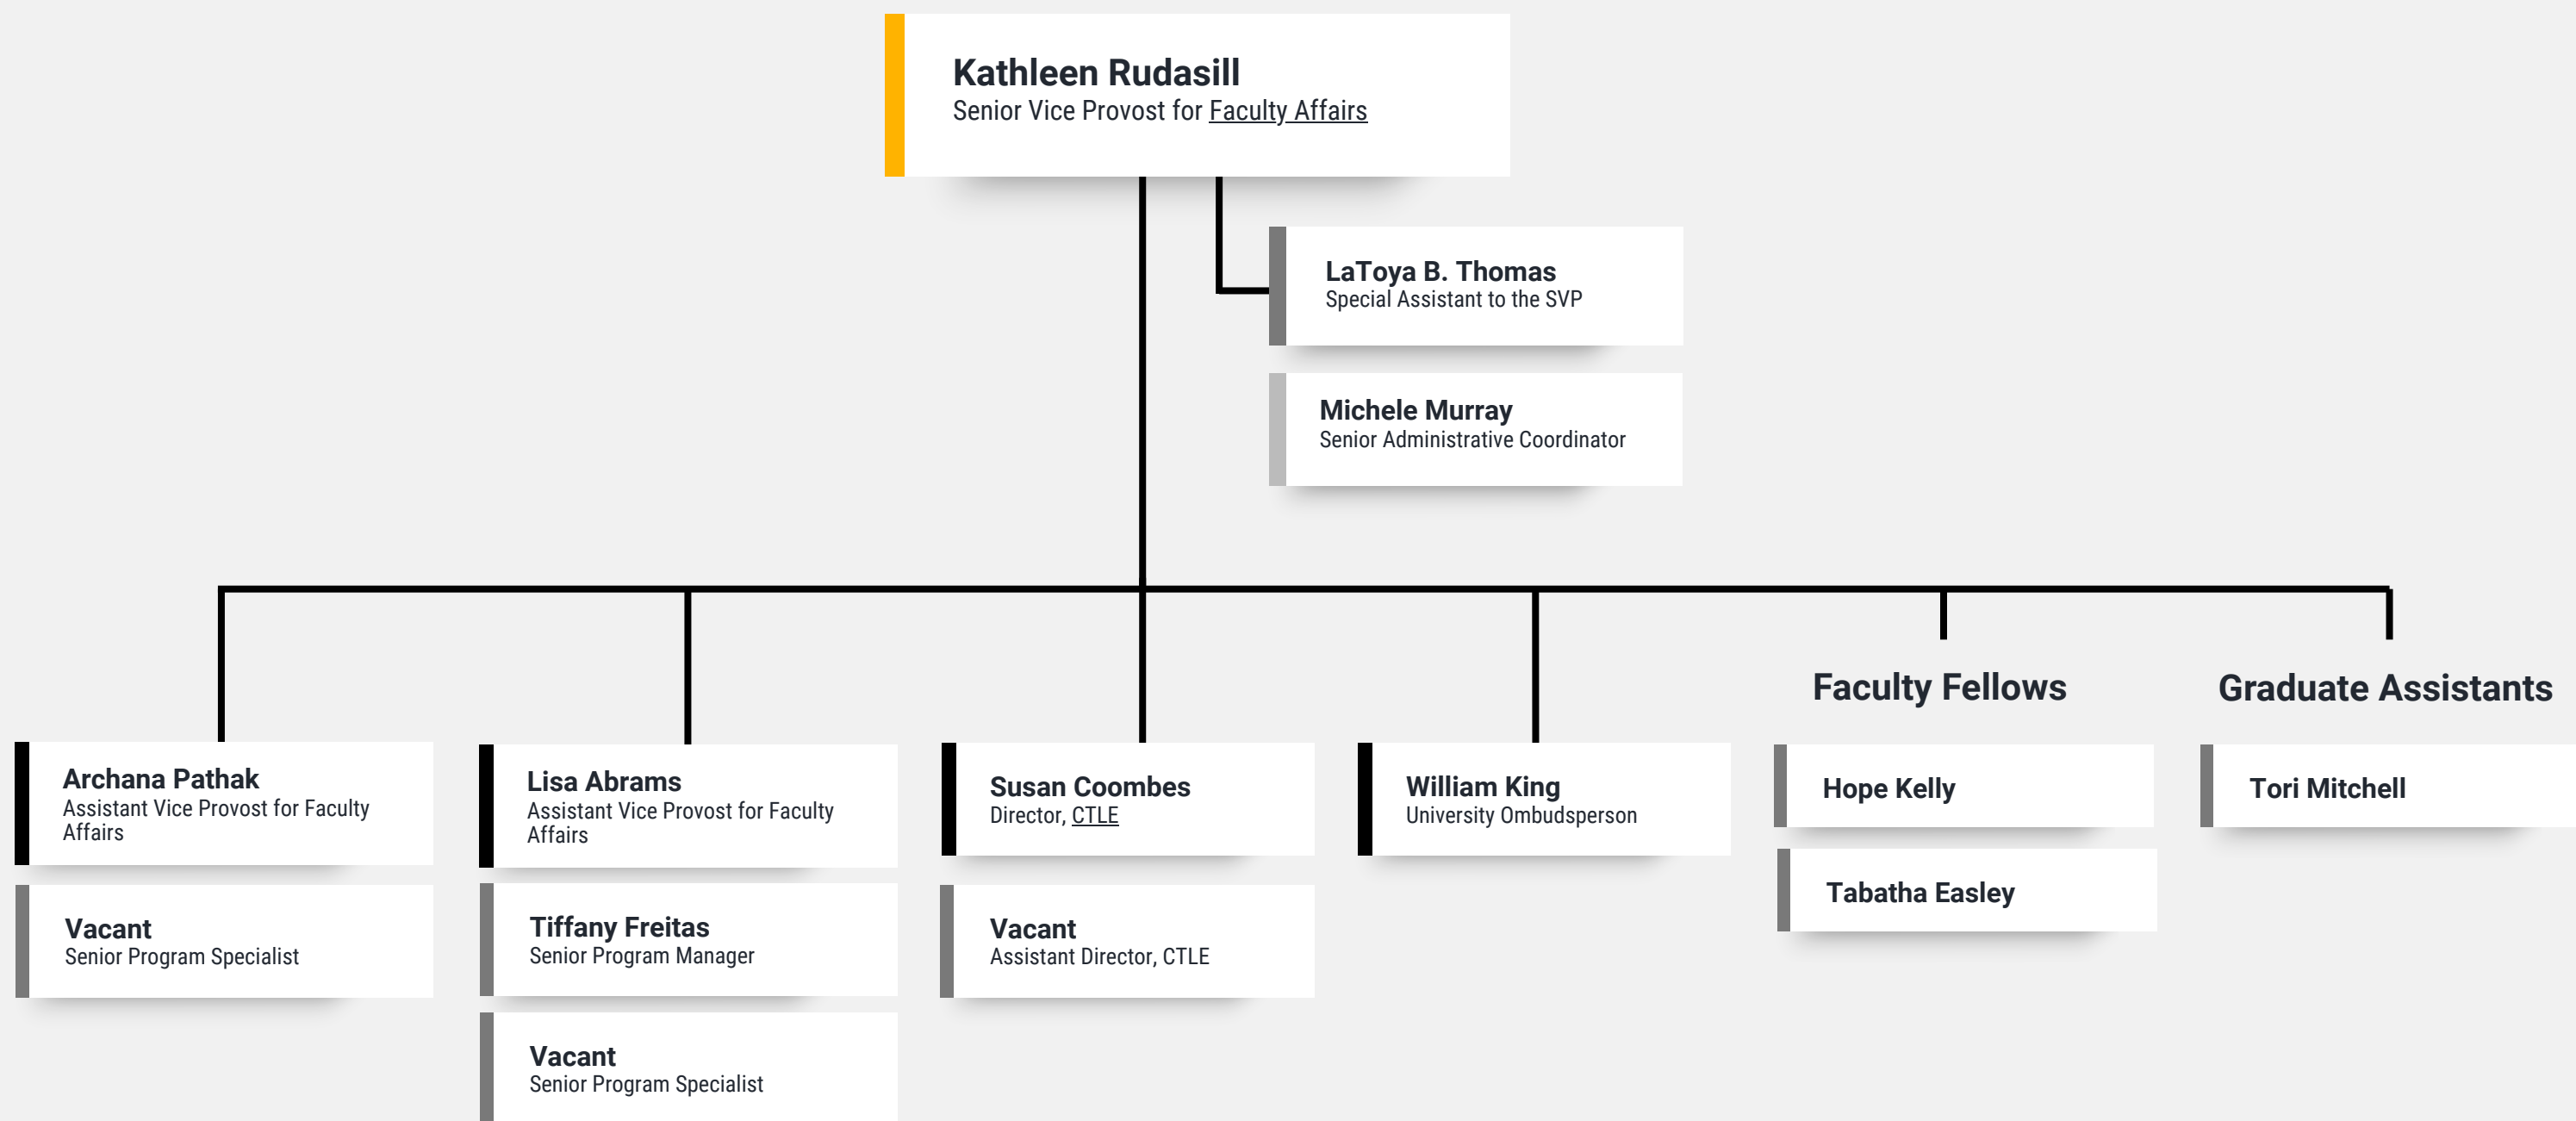 Kathleen Rudasill
Senior Vice Provost for Faculty Affairs
LaToya B. Thomas
Special Assistant to the SVP
Michele Murray
Senior Administrative Coordinator
Archana Pathak
Assistant Vice Provost for Faculty
Affairs
Vacant
Senior Program Specialist
Lisa Abrams
Assistant Vice Provost for Faculty
Affairs
Tiffany Freitas
Senior Program Manager
Vacant
Senior Program Specialist
Susan Coombes
Director, CTLE
Vacant
Assistant Director, CTLE
William King
University Ombudsperson
Faculty Fellows
Hope Kelly
Tabatha Easley
Graduate Assistants
Tori Mitchell